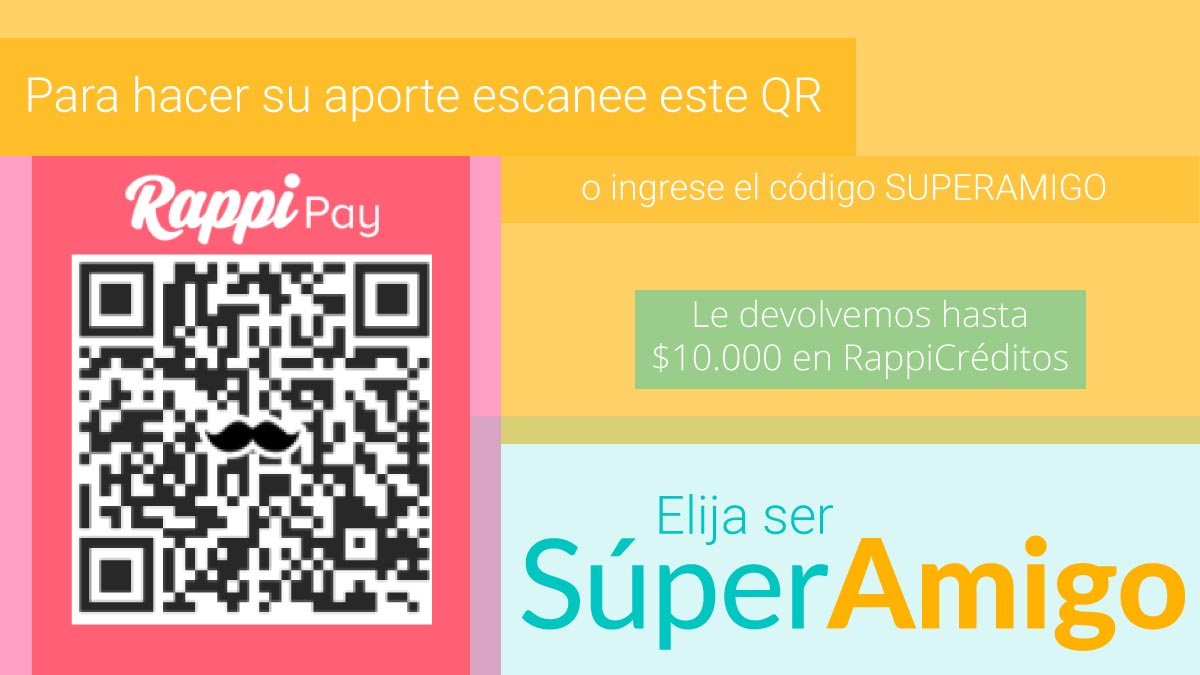 Para hacer su aporte escanee este QR
Rappi Pay
o ingrese el código SUPERAMIGO
Le devolvemos hasta
$10.000 en RappiCréditos
Elija ser
SúperAmigo